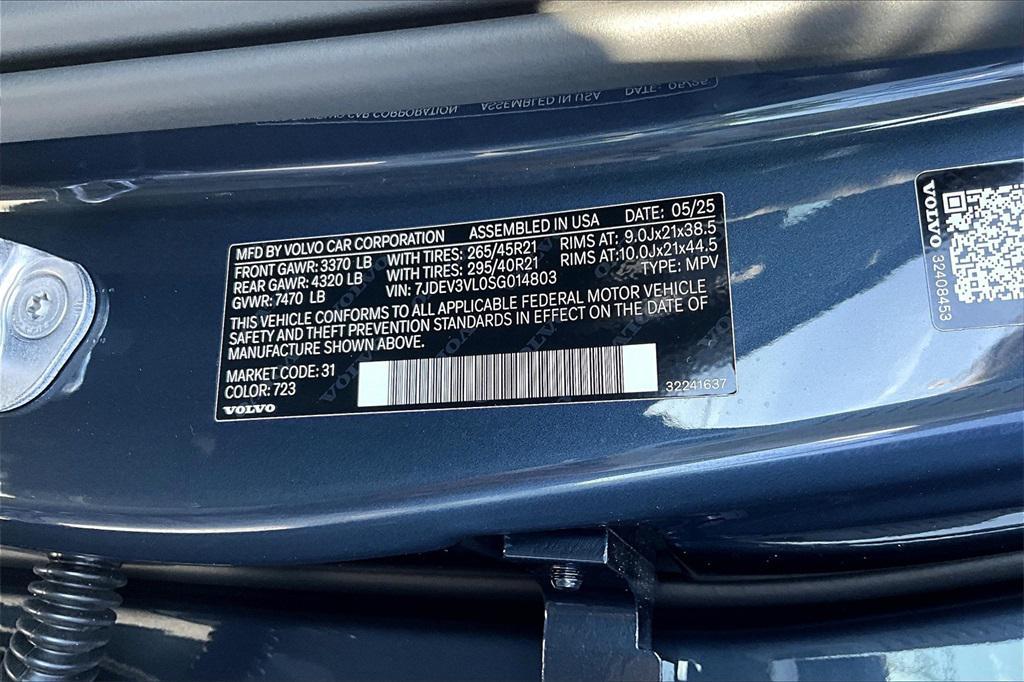 MFD BY VOLVO CAR CORPORATION ASSEMBLED IN USA DATE: 05/25
FRONT GAWR: 3370 LB WITH TIRES: 265/45R21 RIMS AT: 9.0Jx21x38.5
REAR GAWR: 4320 LB WITH TIRES: 295/40R21 RIMS AT: 10.0Jx21x44.5
GVWR: 7470 LB VIN: 7JDEV3VL0SG014803 TYPE: MPV
THIS VEHICLE CONFORMS TO ALL APPLICABLE FEDERAL MOTOR VEHICLE
SAFETY AND THEFT PREVENTION STANDARDS IN EFFECT ON THE DATE OF
MANUFACTURE SHOWN ABOVE.
MARKET CODE: 31
COLOR: 723
VOLVO
32241637
VOLVO 32408453